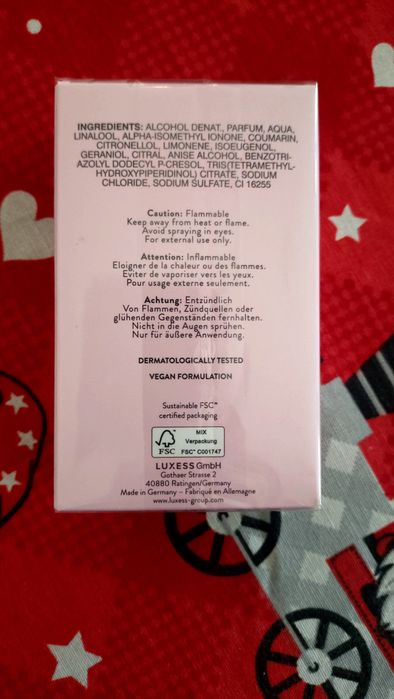 INGREDIENTS: ALCOHOL DENAT., PARFUM, AQUA,
LINALOOL, ALPHA-ISOMETHYL IONONE, COUMARIN,
CITRONELLOL, LIMONENE, ISOEUGENOL,
GERANIOL, CITRAL, ANISE ALCOHOL, BENZOTRI-
AZOLYL DODECYL P-CRESOL, TRIS(TETRAMETHYL-
HYDROXYPIPERIDINOL) CITRATE, SODIUM
CHLORIDE, SODIUM SULFATE, CI 16255
Caution: Flammable
Keep away from heat or flame.
Avoid spraying in eyes.
For external use only.
Attention: Inflammable
Eloigner de la chaleur ou des flammes.
Eviter de vaporiser vers les yeux.
Pour usage externe seulement.
Achtung: Entzündlich
Von Flammen, Zündquellen oder
glühenden Gegenständen fernhalten.
Nicht in die Augen sprühen.
Nur für äußere Anwendung.
DERMATOLOGICALLY TESTED
VEGAN FORMULATION
Sustainable FSC™
certified packaging
FSC
MIX
Verpackung
FSC™ C001747
LUXESS GmbH
Gothaer Strasse 2
40880 Ratingen/Germany
Made in Germany – Fabriqué en Allemagne
www.luxess-group.com